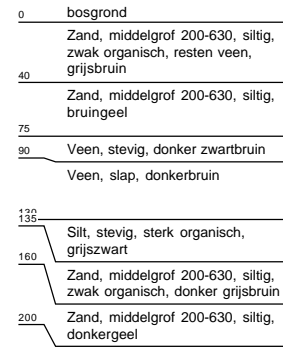 0 bosgrond
Zand, middelgrof 200-630, siltig,
zwak organisch, resten veen,
grijsbruin
40
Zand, middelgrof 200-630, siltig,
bruingeel
75
90 Veen, stevig, donker zwartbruin
Veen, slap, donkerbruin
130
135
Silt, stevig, sterk organisch,
grijszwart
160
Zand, middelgrof 200-630, siltig,
zwak organisch, donker grijsbruin
200 Zand, middelgrof 200-630, siltig,
donkergeel